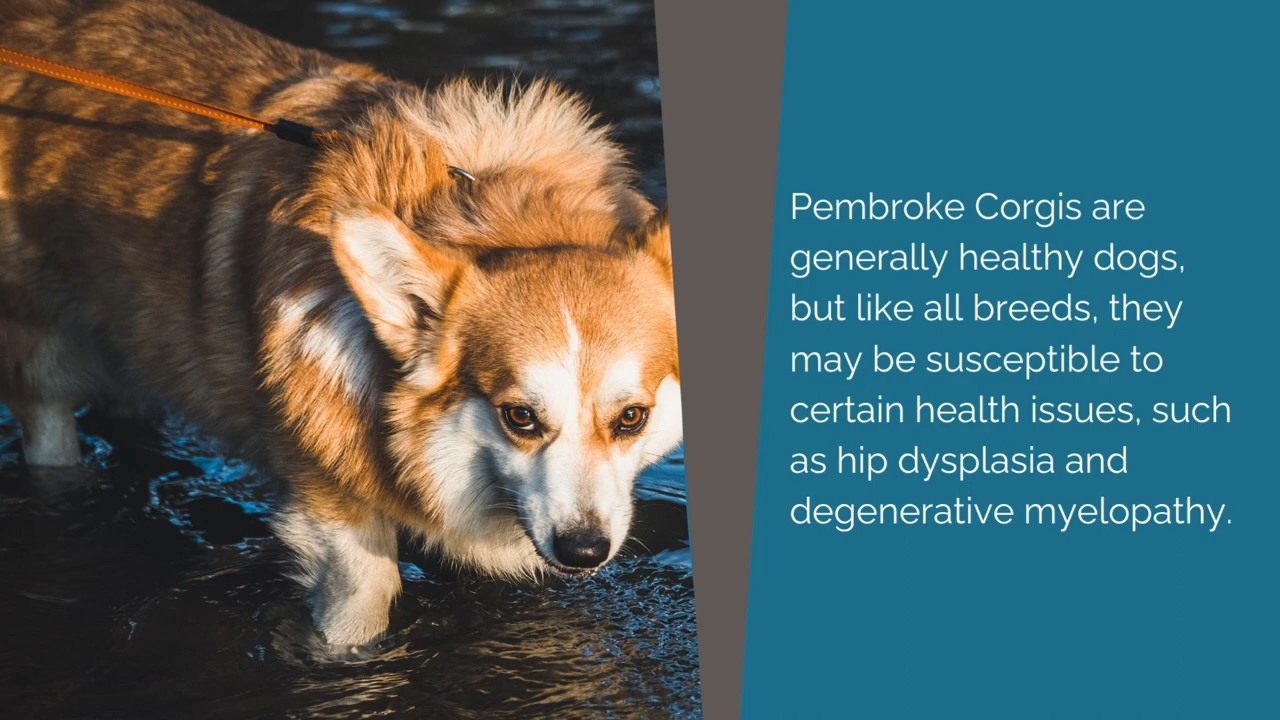 Pembroke Corgis are
generally healthy dogs,
but like all breeds, they
may be susceptible to
certain health issues, such
as hip dysplasia and
degenerative myelopathy.